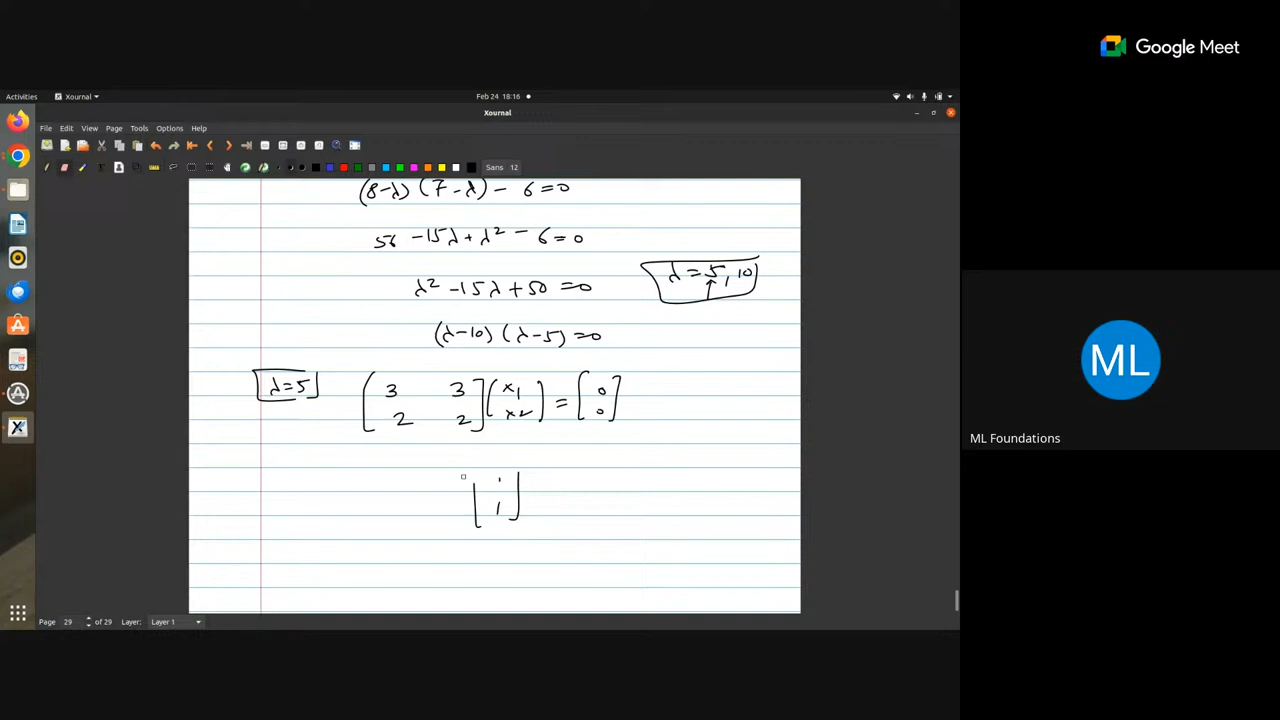 Google Meet
Activities Xournal Feb 24 18:16
Xournal
File Edit View Page Tools Options Help
Sans 12
(8-λ) (7-λ) - 6 = 0
56 - 15λ + λ² - 6 = 0
λ = 5, 10
λ² - 15λ + 50 = 0
(λ-10) (λ-5) = 0
λ=5 [3 3 2 2] [x₁ x₂] = [0 0]
ML
ML Foundations
Page 29 of 29 Layer: Layer 1